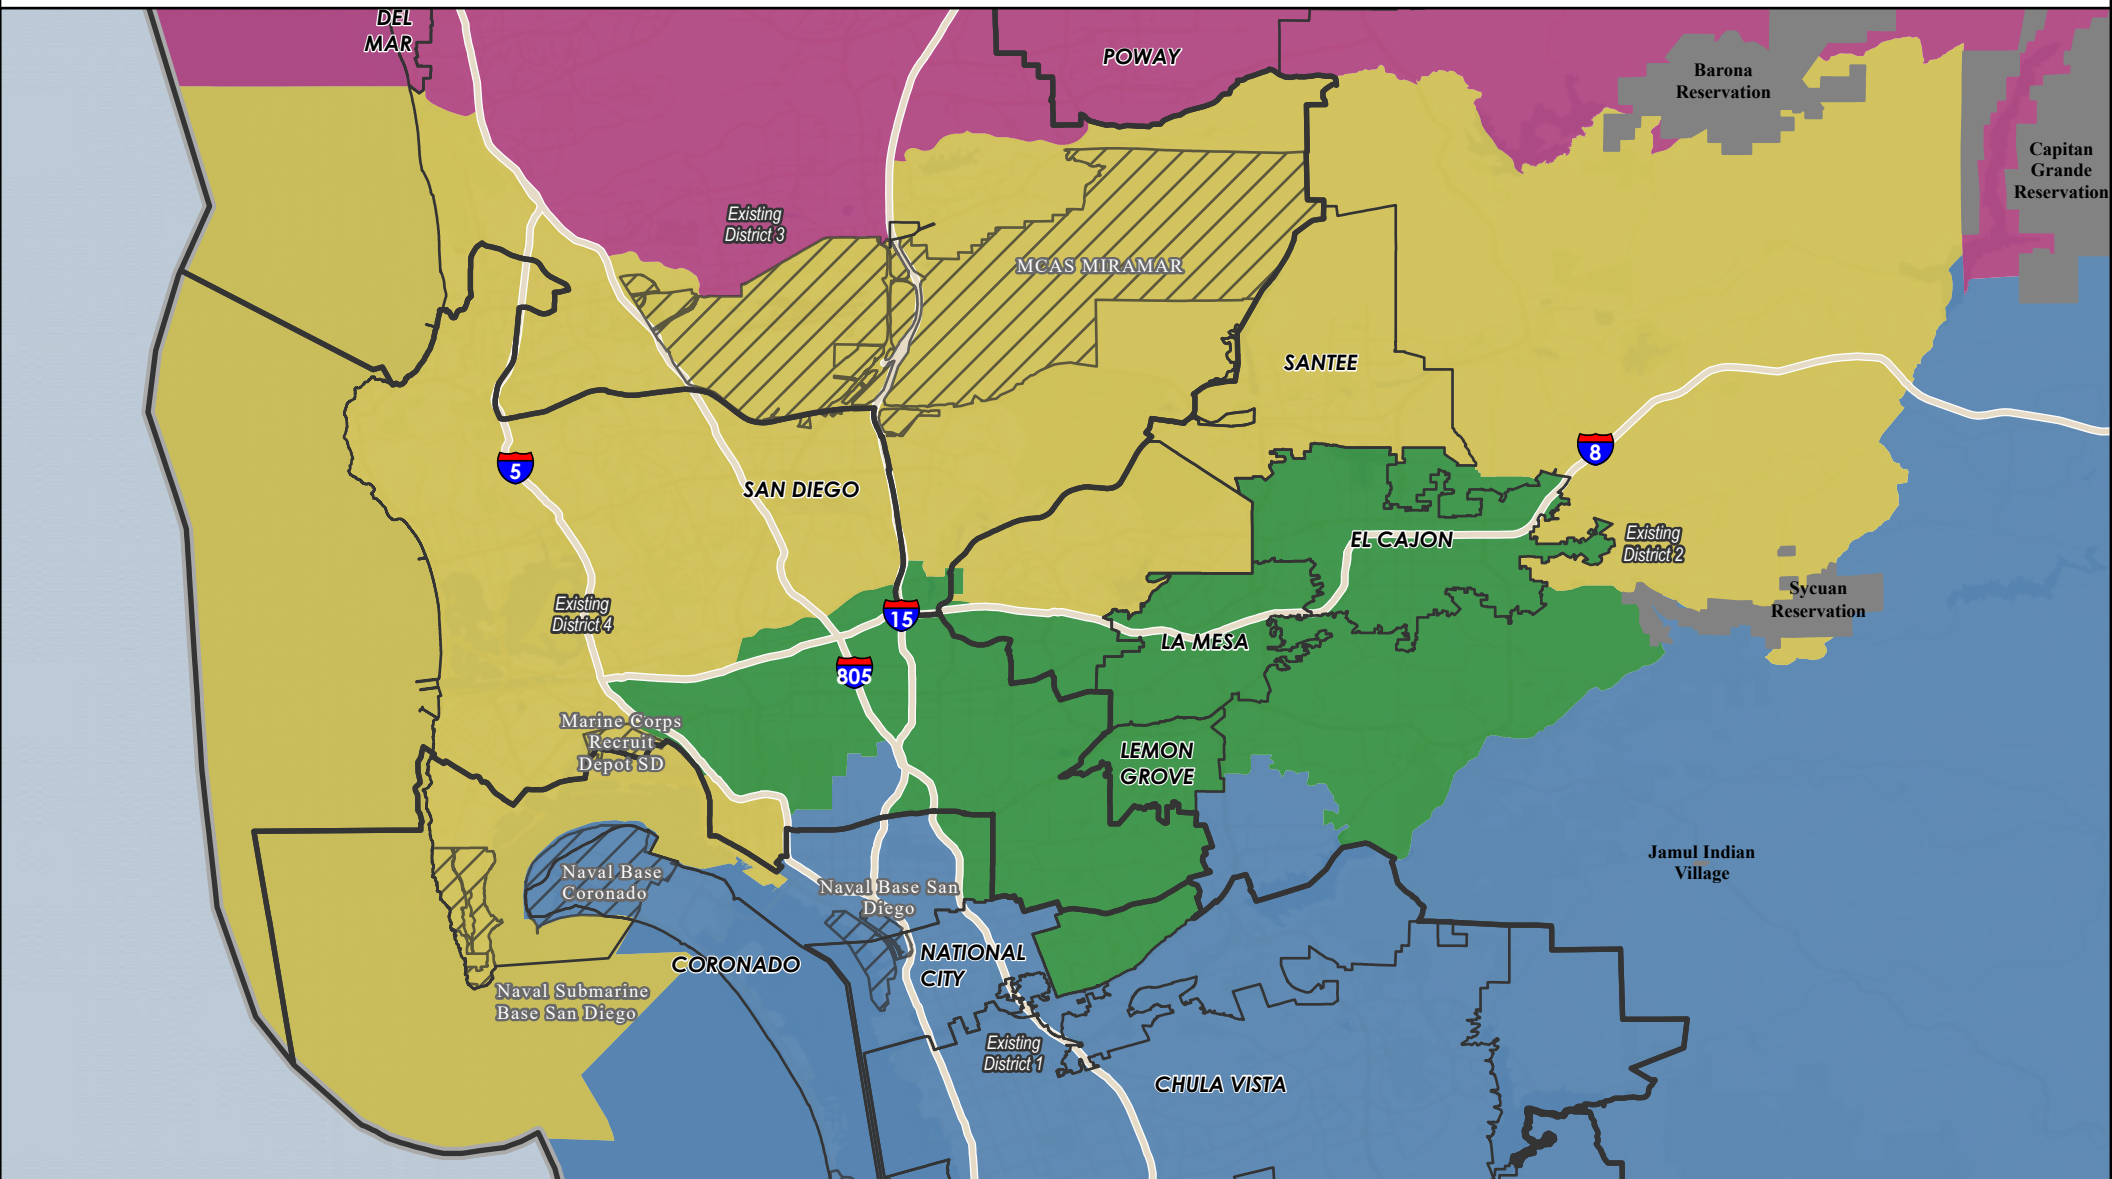 DEL
MAR
POWAY
Barona
Reservation
Capitan
Grande
Reservation
Existing
District 3
MCAS MIRAMAR
SANTEE
8
5
SAN DIEGO
EL CAJON
Existing
District 2
Sycuan
Reservation
Existing
District 4
15
LA MESA
805
Marine Corps
Recruit
Depot SD
LEMON
GROVE
Jamul Indian
Village
Naval Base
Coronado
Naval Base San
Diego
NATIONAL
CITY
CORONADO
Naval Submarine
Base San Diego
Existing
District 1
CHULA VISTA